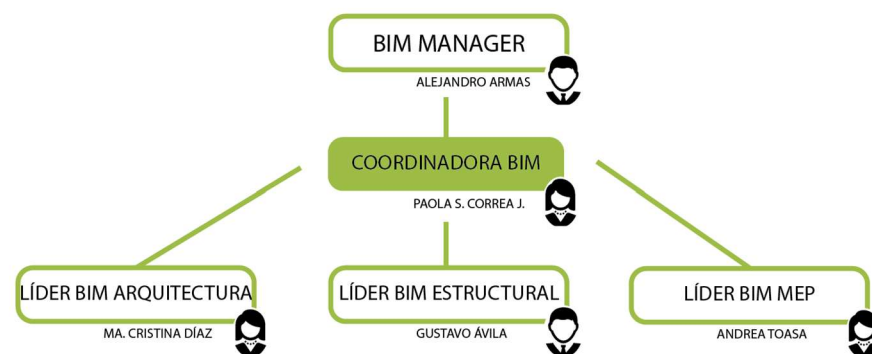 BIM MANAGER
ALEJANDRO ARMAS
COORDINADORA BIM
PAOLA S. CORREA J.
LÍDER BIM ARQUITECTURA
MA. CRISTINA DÍAZ
LÍDER BIM ESTRUCTURAL
GUSTAVO ÁVILA
LÍDER BIM MEP
ANDREA TOASA